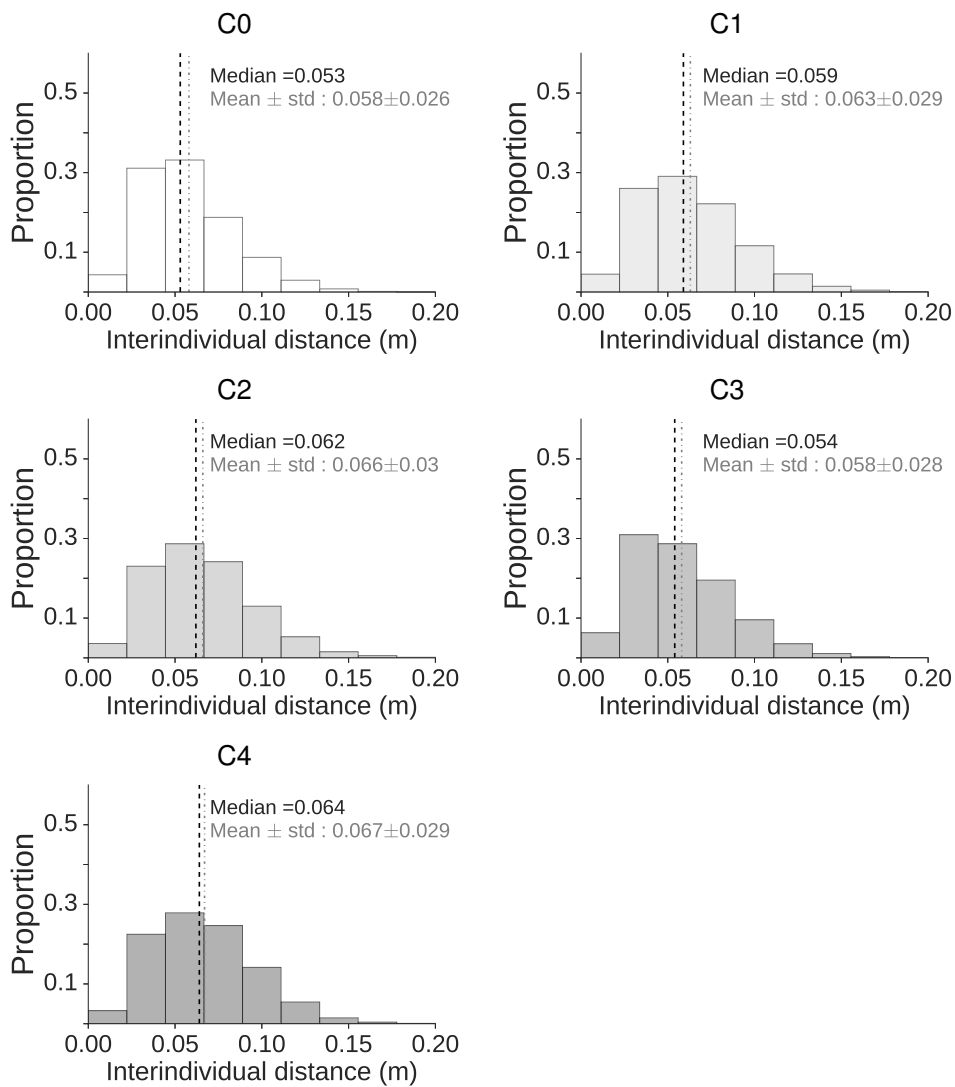 C0
Median =0.053
Mean ± std : 0.058±0.026
0.5
0.3
0.1
Proportion
0.00 0.05 0.10 0.15 0.20
Interindividual distance (m)
C1
Median =0.059
Mean ± std : 0.063±0.029
0.5
0.3
0.1
Proportion
0.00 0.05 0.10 0.15 0.20
Interindividual distance (m)
C2
Median =0.062
Mean ± std : 0.066±0.03
0.5
0.3
0.1
Proportion
0.00 0.05 0.10 0.15 0.20
Interindividual distance (m)
C3
Median =0.054
Mean ± std : 0.058±0.028
0.5
0.3
0.1
Proportion
0.00 0.05 0.10 0.15 0.20
Interindividual distance (m)
C4
Median =0.064
Mean ± std : 0.067±0.029
0.5
0.3
0.1
Proportion
0.00 0.05 0.10 0.15 0.20
Interindividual distance (m)